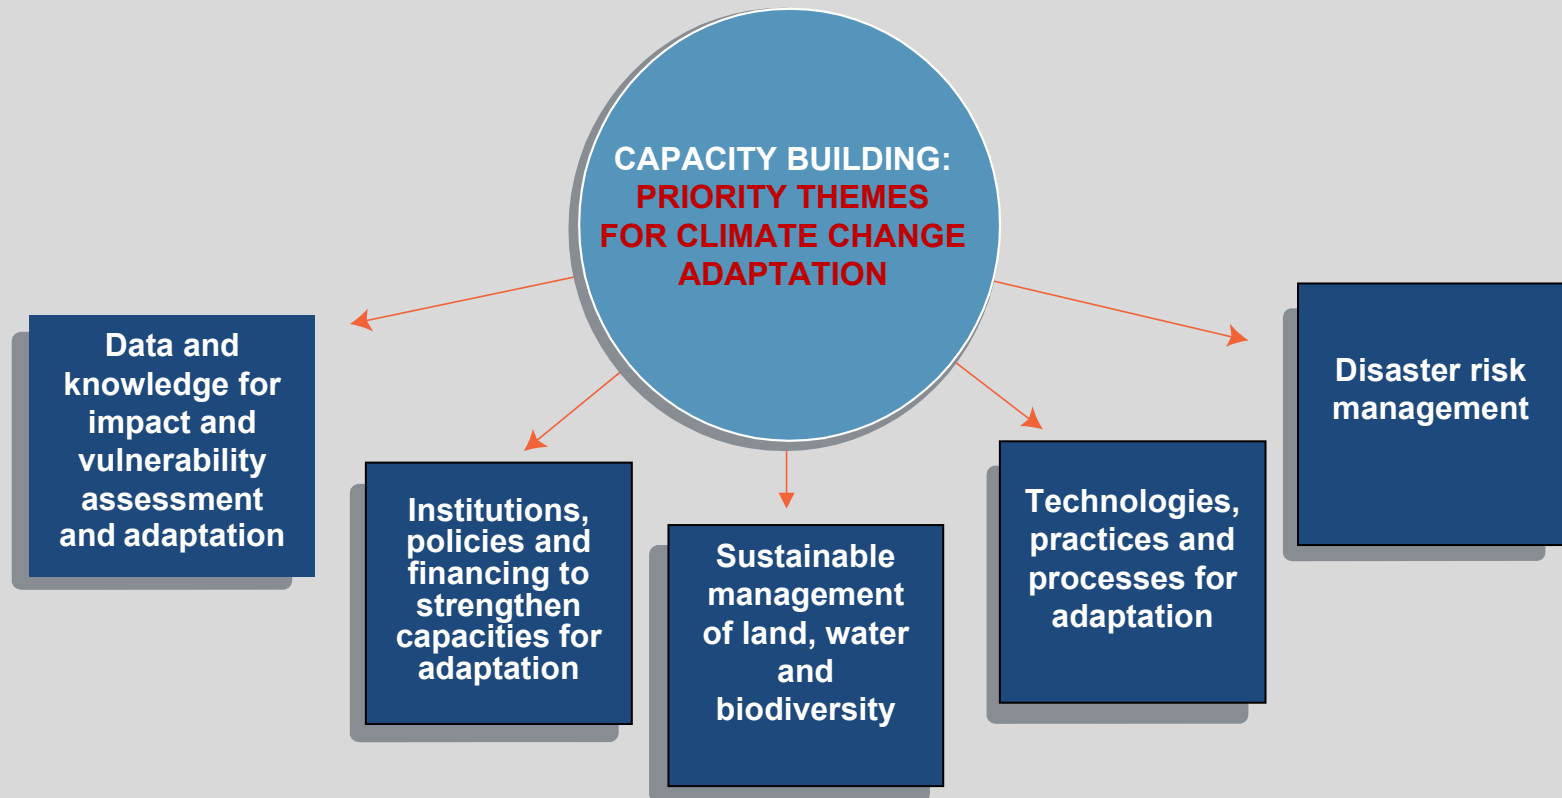 CAPACITY BUILDING:
PRIORITY THEMES
FOR CLIMATE CHANGE
ADAPTATION
Data and
knowledge for
impact and
vulnerability
assessment
and adaptation
Institutions,
policies and
financing to
strengthen
capacities for
adaptation
Sustainable
management
of land, water
and
biodiversity
Technologies,
practices and
processes for
adaptation
Disaster risk
management